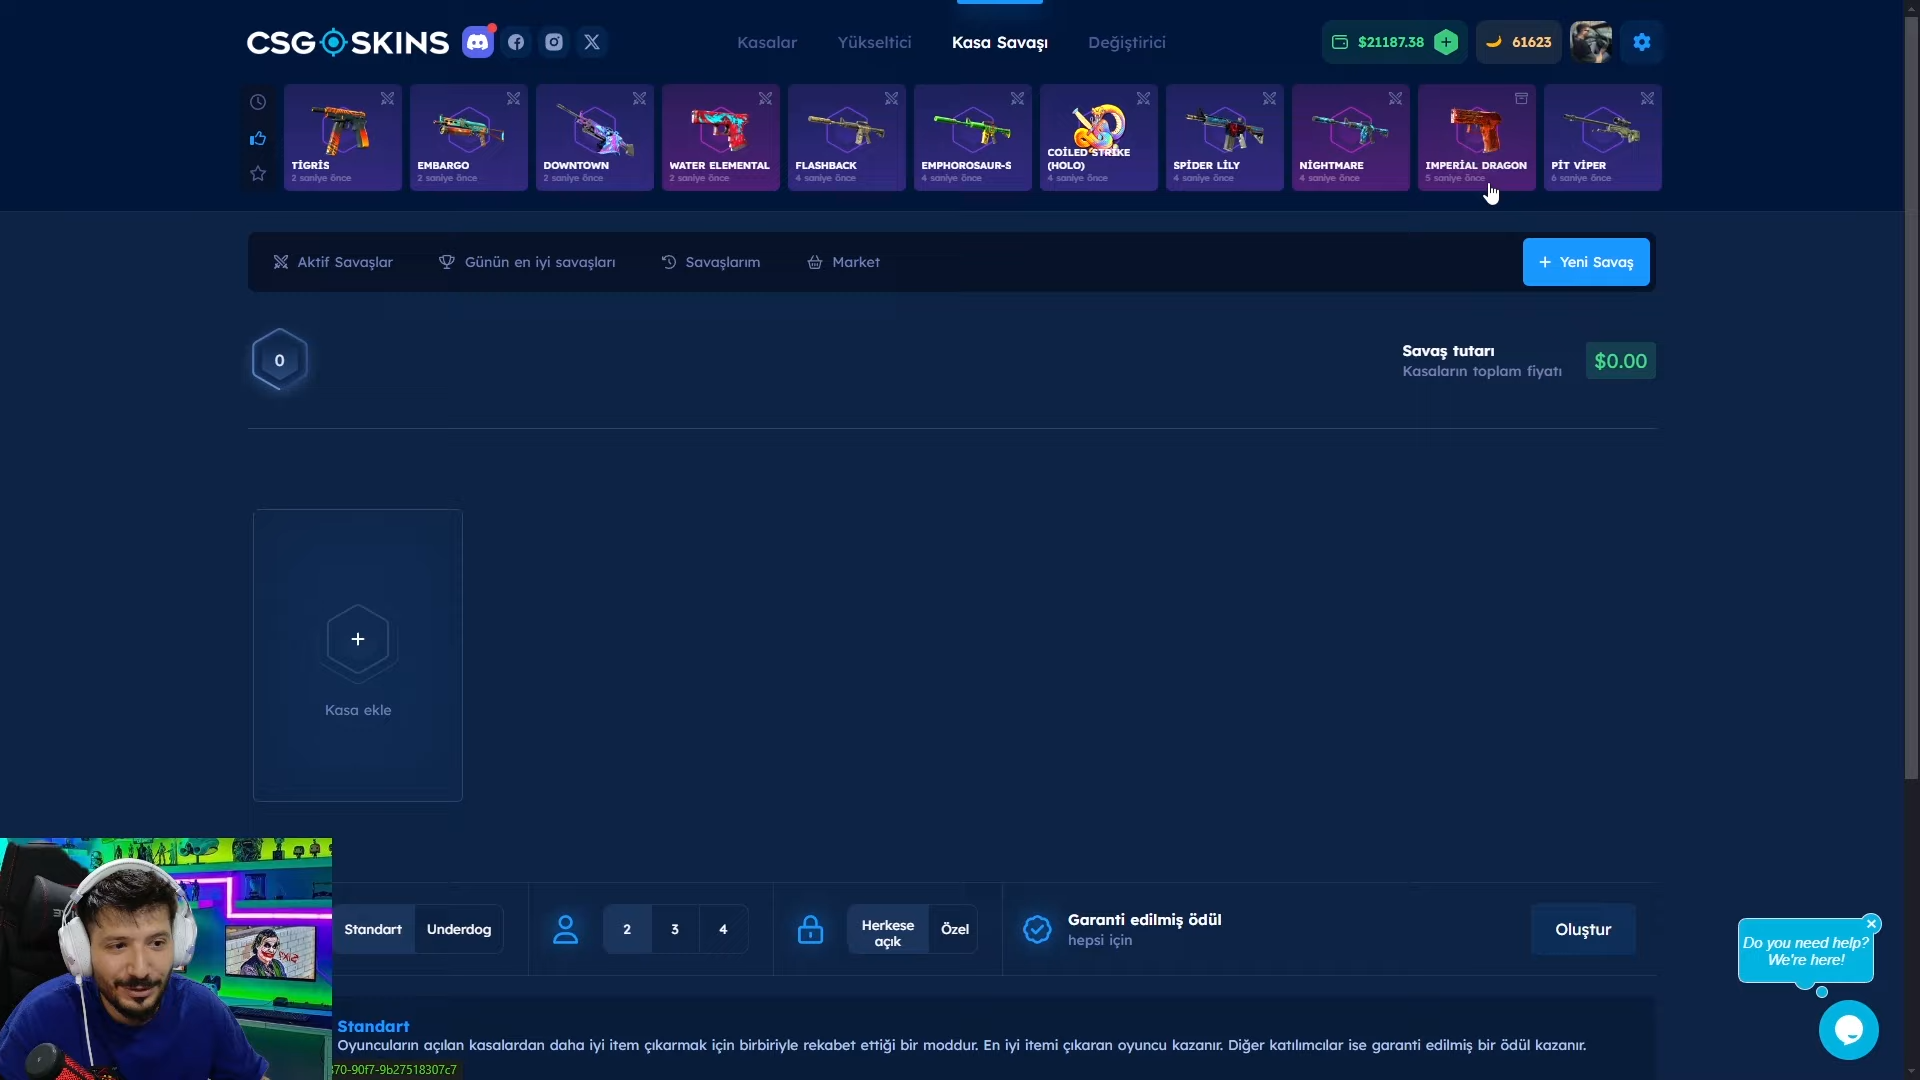 CSG SKINS
Kasalar
Yükseltici
Kasa Savaşı
Değiştirici
$21187.38
61623
TİGRİS
2 saniye önce
EMBARGO
2 saniye önce
DOWNTOWN
2 saniye önce
WATER ELEMENTAL
2 saniye önce
FLASHBACK
4 saniye önce
EMPHOROSAUR-S
4 saniye önce
COİLED STRİKE
(HOLO)
4 saniye önce
SPİDER LİLY
4 saniye önce
NİGHTMARE
4 saniye önce
IMPERİAL DRAGON
5 saniye önce
PİT VİPER
6 saniye önce
Aktif Savaşlar
Günün en iyi savaşları
Savaşlarım
Market
+ Yeni Savaş
0
Savaş tutarı
Kasaların toplam fiyatı
$0.00
+
Kasa ekle
Standart
Underdog
2
3
4
Herkese
açık
Özel
Garanti edilmiş ödül
hepsi için
Oluştur
Do you need help?
We're here!
Standart
Oyuncuların açılan kasalardan daha iyi item çıkarmak için birbiriyle rekabet ettiği bir moddur. En iyi itemi çıkaran oyuncu kazanır. Diğer katılımcılar ise garanti edilmiş bir ödül kazanır.
370-90f7-9b27518307c7